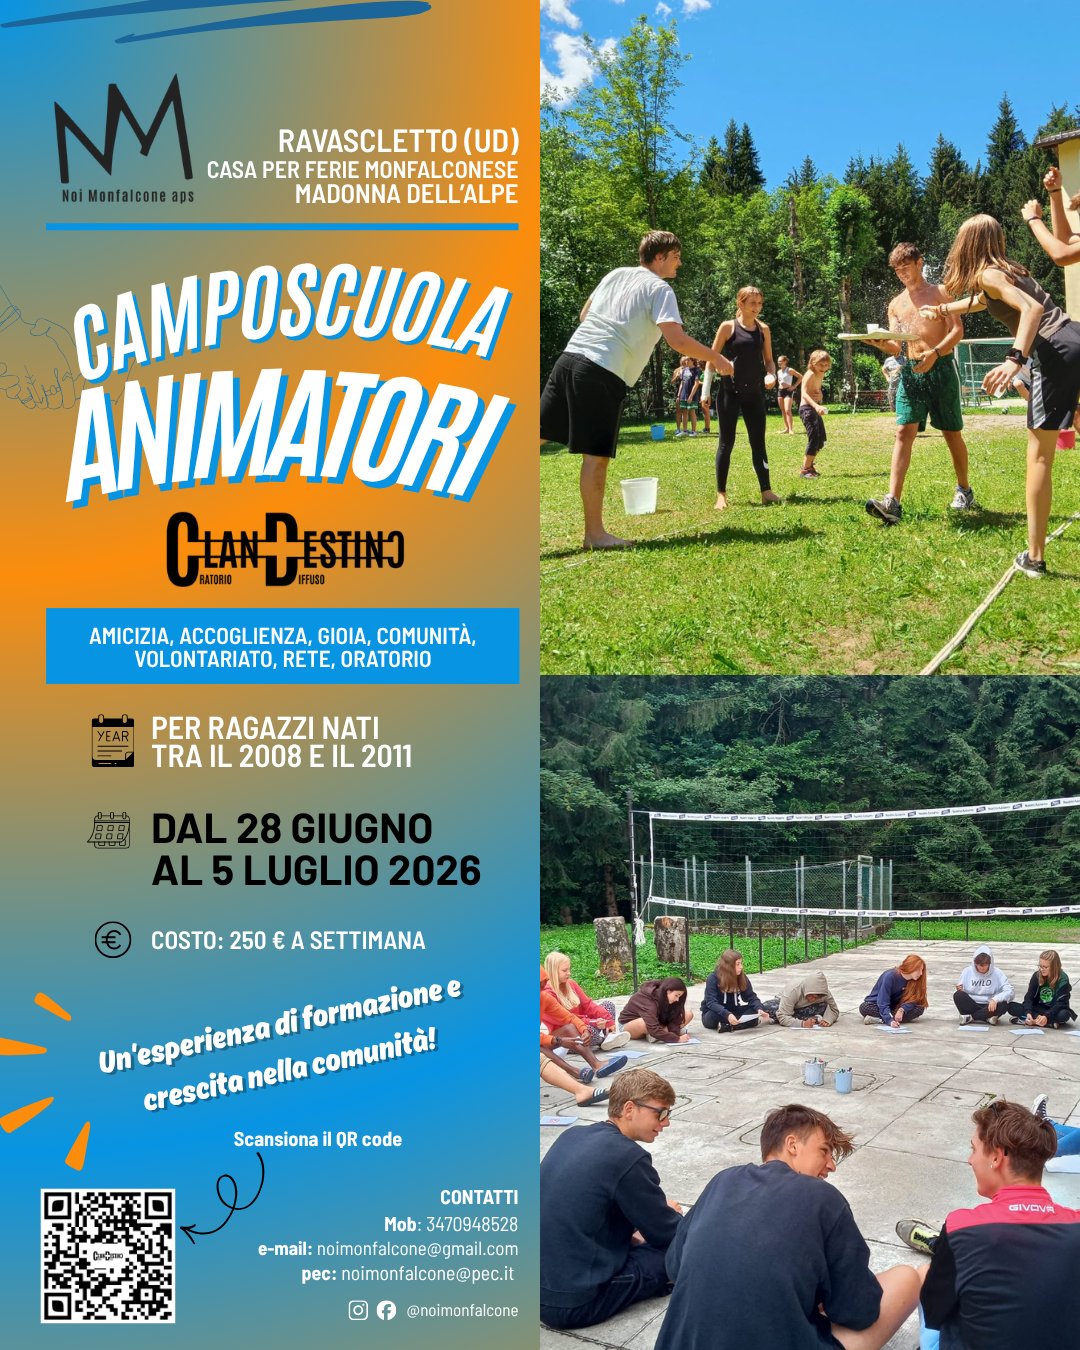 Noi Monfalcone aps
RAVASCLETTO (UD)
CASA PER FERIE MONFALCONESE
MADONNA DELL'ALPE
CAMPOSCUOLA
ANIMATORI
CLANDESTINO
ORATORIO DIFFUSO
AMICIZIA, ACCOGLIENZA, GIOIA, COMUNITÀ,
VOLONTARIATO, RETE, ORATORIO
YEAR
PER RAGAZZI NATI
TRA IL 2008 E IL 2011
DAL 28 GIUGNO
AL 5 LUGLIO 2026
COSTO: 250 € A SETTIMANA
Un'esperienza di formazione e
crescita nella comunità!
Scansiona il QR code
CONTATTI
Mob: 3470948528
e-mail: noimonfalcone@gmail.com
pec: noimonfalcone@pec.it
@noimonfalcone
WILD
GIVOVA